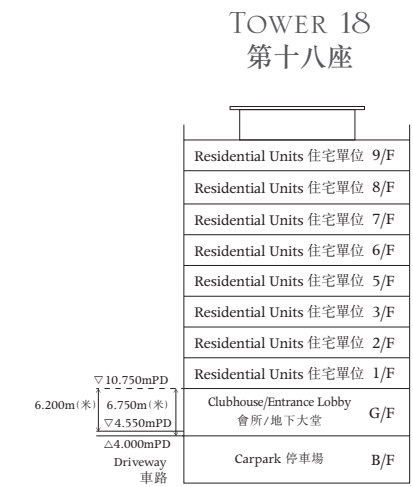 TOWER 18
第十八座
Residential Units 住宅單位 9/F
Residential Units 住宅單位 8/F
Residential Units 住宅單位 7/F
Residential Units 住宅單位 6/F
Residential Units 住宅單位 5/F
Residential Units 住宅單位 3/F
Residential Units 住宅單位 2/F
Residential Units 住宅單位 1/F
▽10.750mPD
6.200m(米) 6.750m(米)
▽4.550mPD
Clubhouse/Entrance Lobby
會所/地下大堂
G/F
△4.000mPD
Driveway
車路
Carpark 停車場 B/F